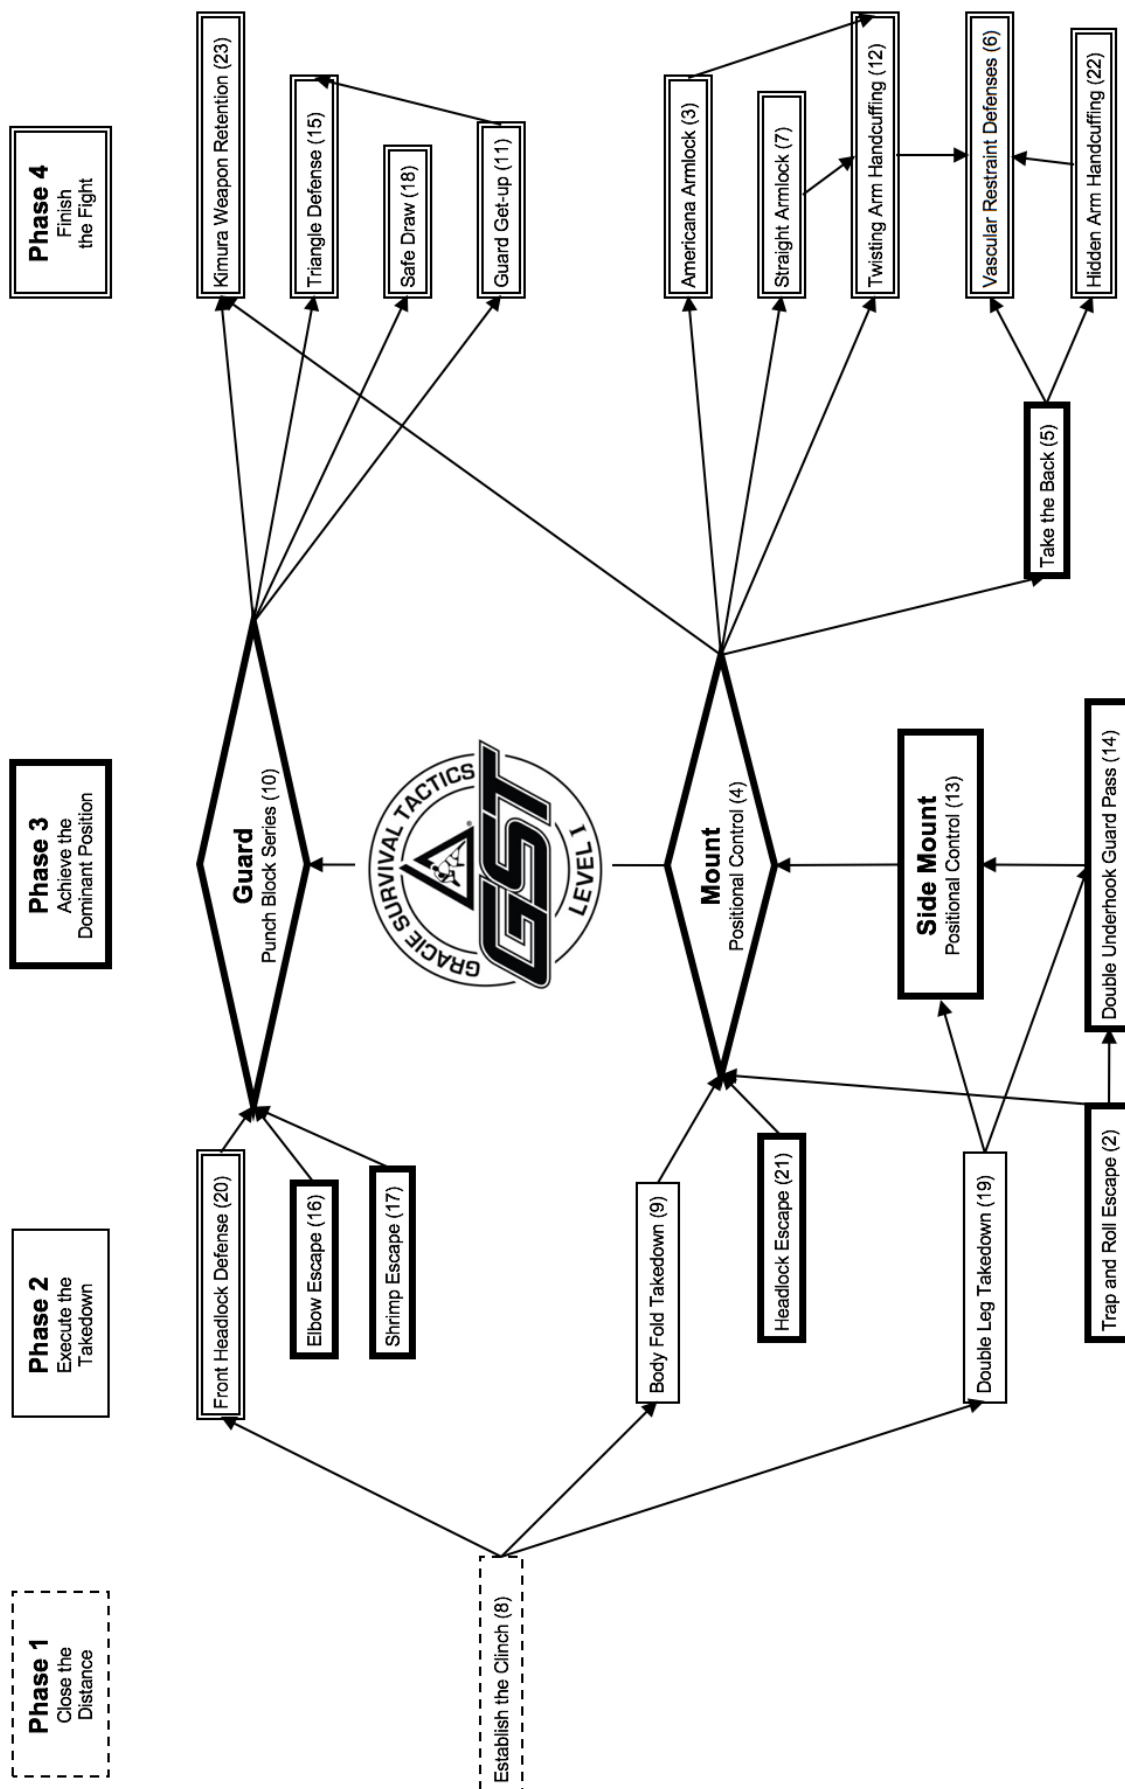 Phase 1
Close the
Distance
Phase 2
Execute the
Takedown
Phase 3
Achieve the
Dominant Position
Phase 4
Finish
the Fight
Establish the Clinch (8)
Front Headlock Defense (20)
Elbow Escape (16)
Shrimp Escape (17)
Body Fold Takedown (9)
Headlock Escape (21)
Double Leg Takedown (19)
Trap and Roll Escape (2)
Guard
Punch Block Series (10)
GRACIE SURVIVAL TACTICS
®
GST
LEVEL I
Mount
Positional Control (4)
Side Mount
Positional Control (13)
Double Underhook Guard Pass (14)
Take the Back (5)
Kimura Weapon Retention (23)
Triangle Defense (15)
Safe Draw (18)
Guard Get-up (11)
Americana Armlock (3)
Straight Armlock (7)
Twisting Arm Handcuffing (12)
Vascular Restraint Defenses (6)
Hidden Arm Handcuffing (22)